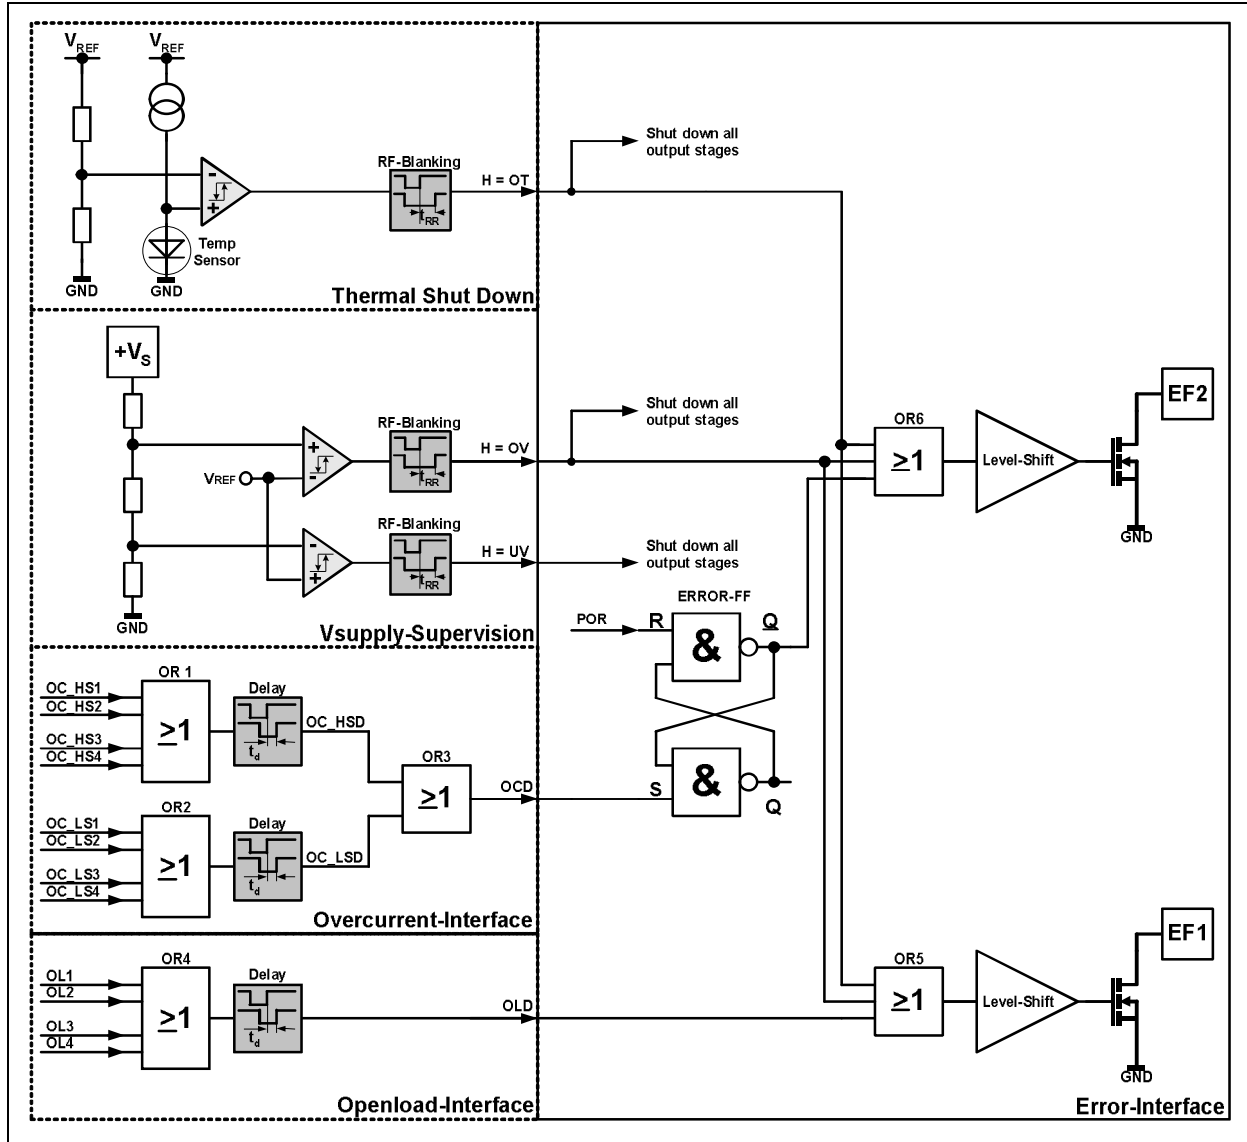 VREF
VREF
RF-Blanking
tRR
H = OT
Shut down all
output stages
-
+
Temp
Sensor
GND
GND
Thermal Shut Down
+VS
RF-Blanking
tRR
H = OV
Shut down all
output stages
+
-
VREF
RF-Blanking
tRR
H = UV
Shut down all
output stages
-
+
GND
Vsupply-Supervision
OR6
≥1
Level-Shift
EF2
GND
ERROR-FF
POR
R
&
Q
&
S
Q
OR 1
OC_HS1
OC_HS2
OC_HS3
OC_HS4
≥1
Delay
td
OC_HSD
OR3
≥1
OCD
OR2
OC_LS1
OC_LS2
OC_LS3
OC_LS4
≥1
Delay
td
OC_LSD
Overcurrent-Interface
OR4
OL1
OL2
OL3
OL4
≥1
Delay
td
OLD
Openload-Interface
OR5
≥1
Level-Shift
EF1
GND
Error-Interface